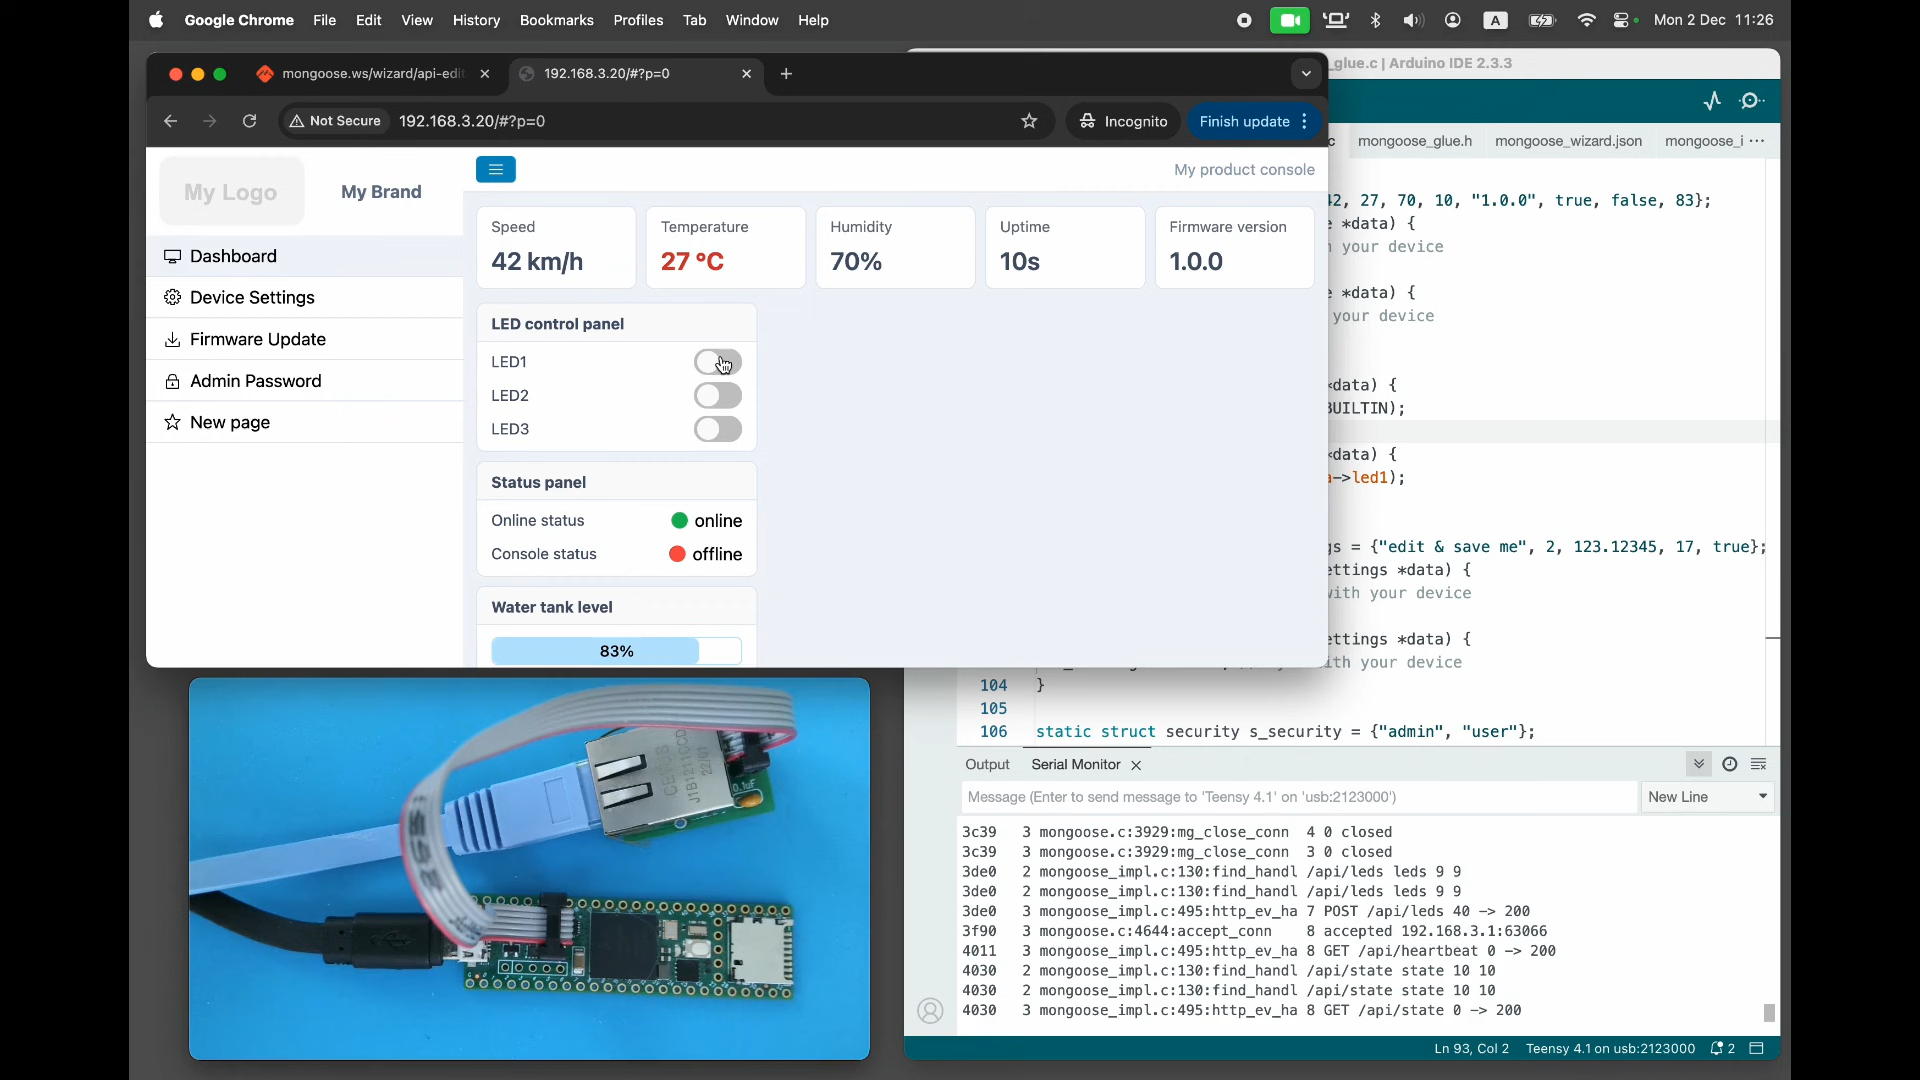 Google Chrome File Edit View History Bookmarks Profiles Tab Window Help
A
Mon 2 Dec 11:26
mongoose.ws/wizard/api-edit
192.168.3.20/#?p=0
_glue.c | Arduino IDE 2.3.3
Not Secure
192.168.3.20/#?p=0
Incognito
Finish update
c
mongoose_glue.h
mongoose_wizard.json
mongoose_i
My Logo
My Brand
My product console
Dashboard
Device Settings
Firmware Update
Admin Password
New page
Speed
42 km/h
Temperature
27 °C
Humidity
70%
Uptime
10s
Firmware version
1.0.0
LED control panel
LED1
LED2
LED3
Status panel
Online status
online
Console status
offline
Water tank level
83%
42, 27, 70, 10, "1.0.0", true, false, 83};
e *data) {
your device
e *data) {
your device
*data) {
BUILTIN);
*data) {
->led1);
gs = {"edit & save me", 2, 123.12345, 17, true};
ettings *data) {
with your device
ettings *data) {
ith your device
104 }
105
106 static struct security s_security = {"admin", "user"};
Output Serial Monitor
Message (Enter to send message to 'Teensy 4.1' on 'usb:2123000')
New Line
3c39 3 mongoose.c:3929:mg_close_conn 4 0 closed
3c39 3 mongoose.c:3929:mg_close_conn 3 0 closed
3de0 2 mongoose_impl.c:130:find_handl /api/leds leds 9 9
3de0 2 mongoose_impl.c:130:find_handl /api/leds leds 9 9
3de0 3 mongoose_impl.c:495:http_ev_ha 7 POST /api/leds 40 -> 200
3f90 3 mongoose.c:4644:accept_conn 8 accepted 192.168.3.1:63066
4011 3 mongoose_impl.c:495:http_ev_ha 8 GET /api/heartbeat 0 -> 200
4030 2 mongoose_impl.c:130:find_handl /api/state state 10 10
4030 2 mongoose_impl.c:130:find_handl /api/state state 10 10
4030 3 mongoose_impl.c:495:http_ev_ha 8 GET /api/state 0 -> 200
Ln 93, Col 2 Teensy 4.1 on usb:2123000 2
0.1uF